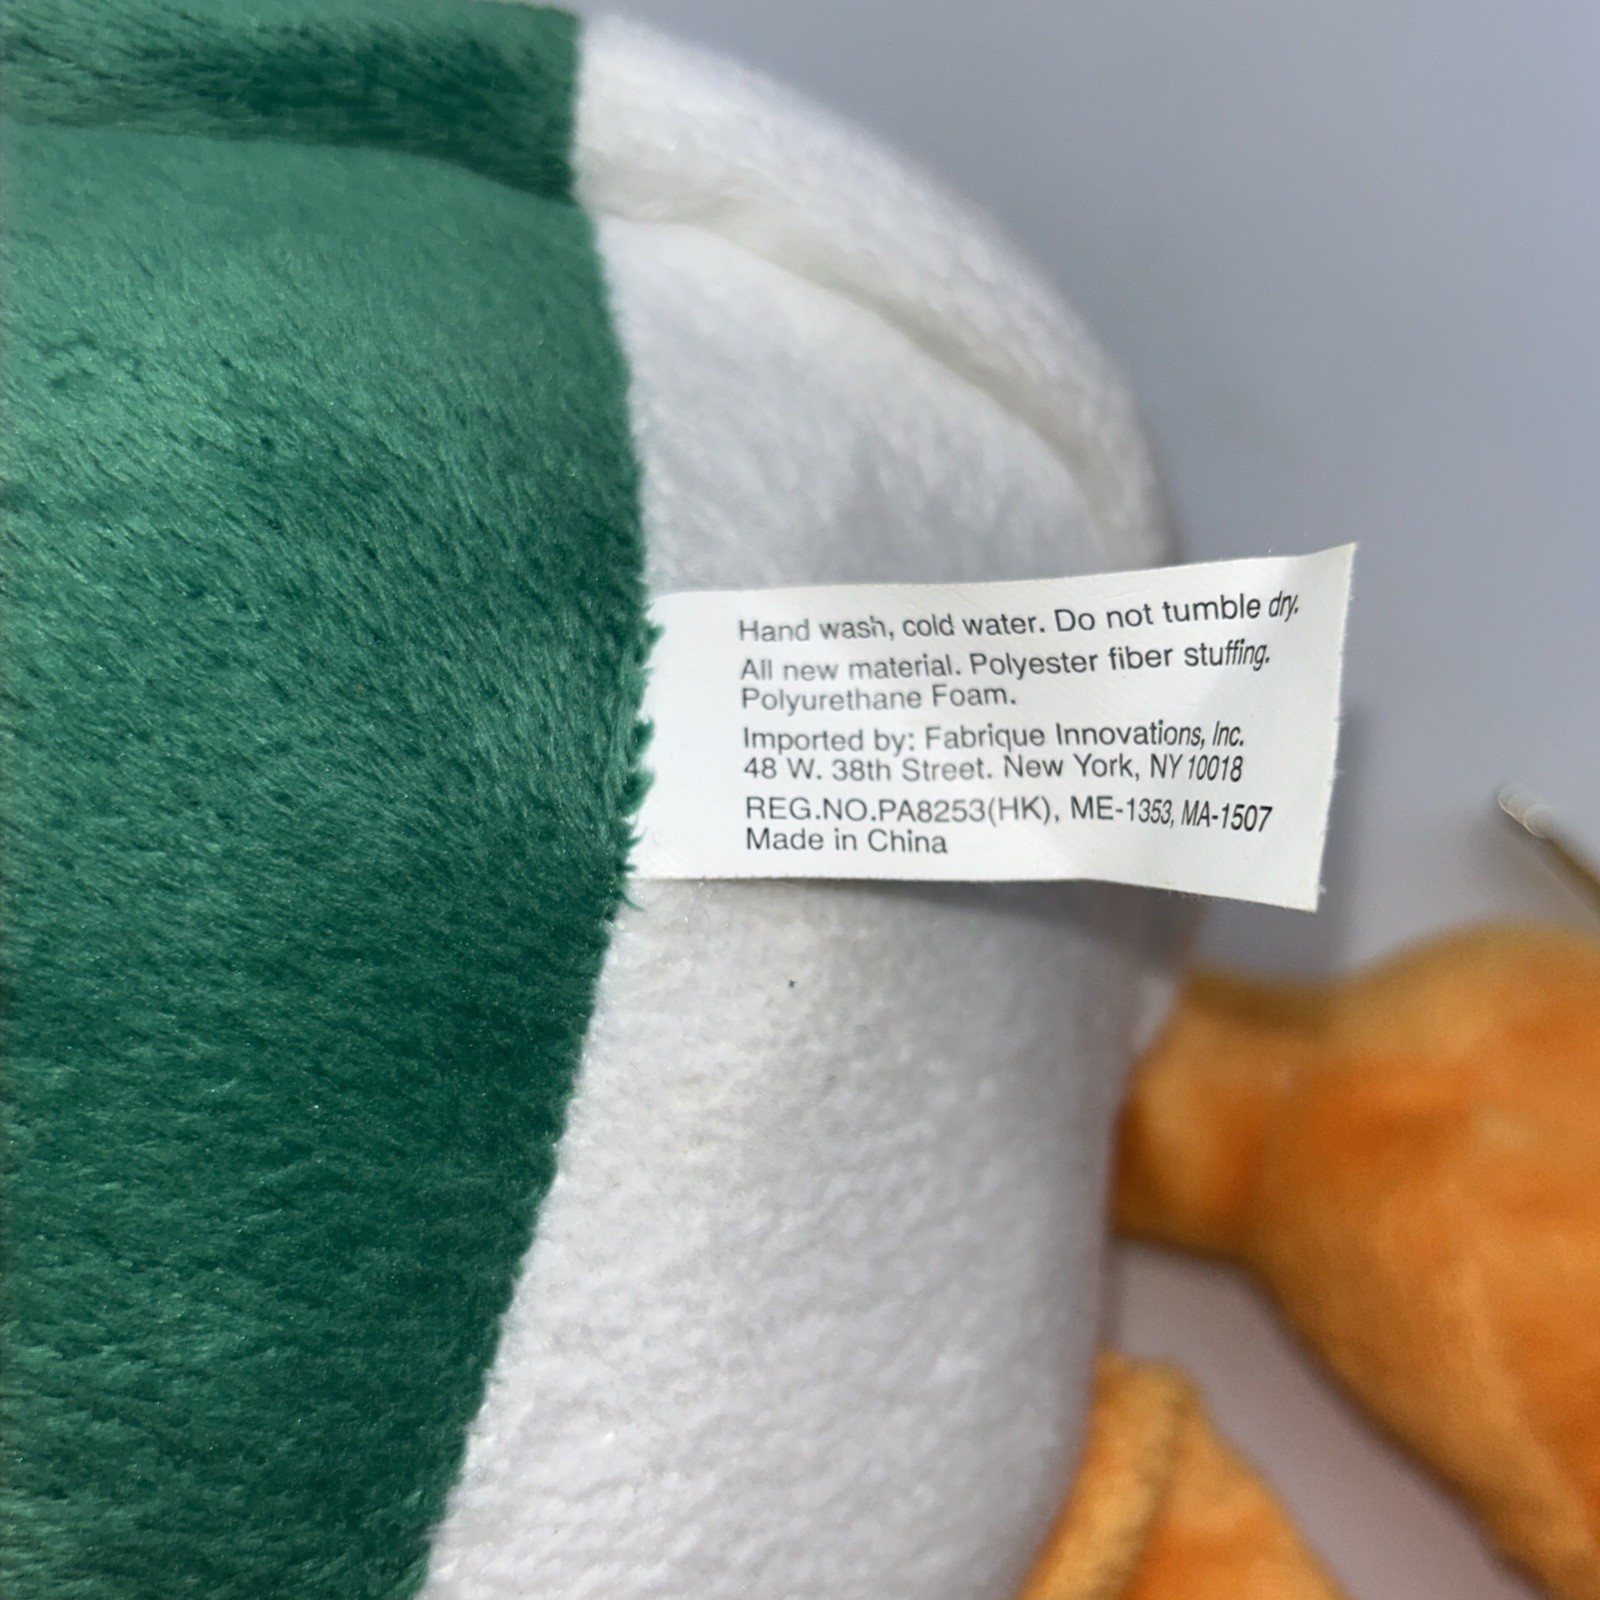 Hand wash, cold water. Do not tumble dry.
All new material. Polyester fiber stuffing.
Polyurethane Foam.
Imported by: Fabrique Innovations, Inc.
48 W. 38th Street. New York, NY 10018
REG.NO.PA8253(HK), ME-1353, MA-1507
Made in China